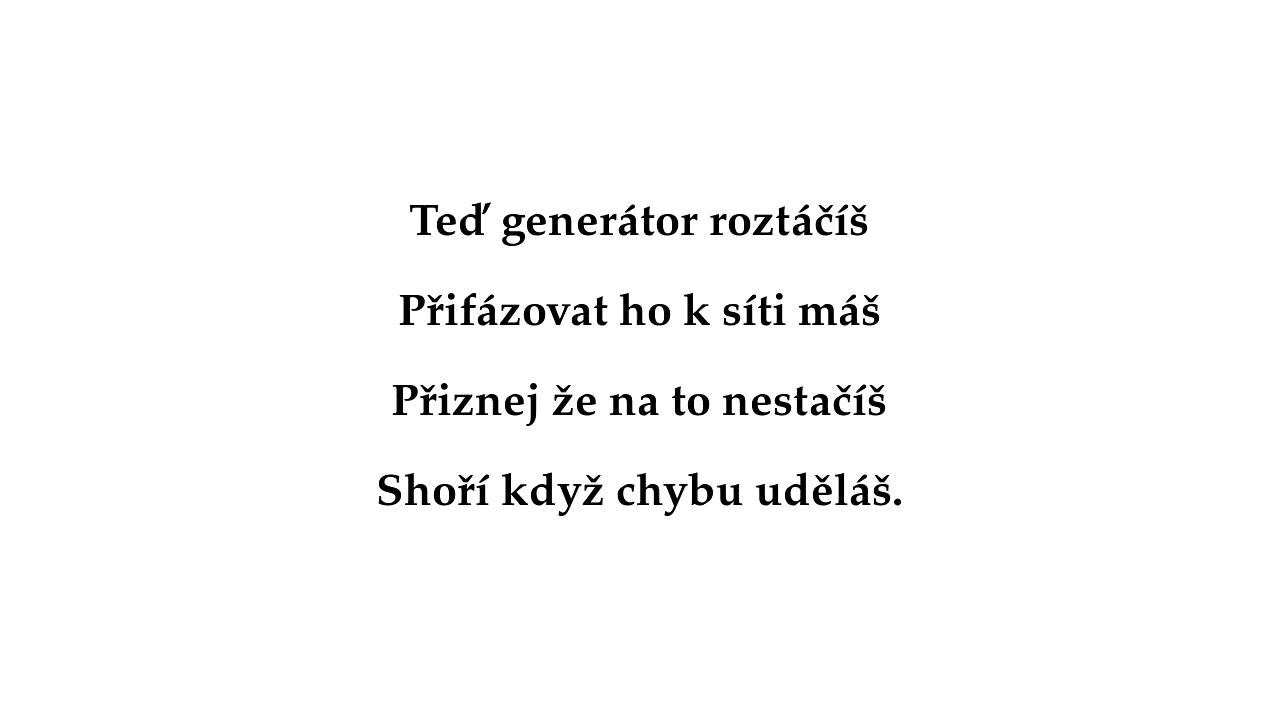 Teď generátor roztáčíš
Přifázovat ho k síti máš
Přiznej že na to nestačíš
Shoří když chybu uděláš.